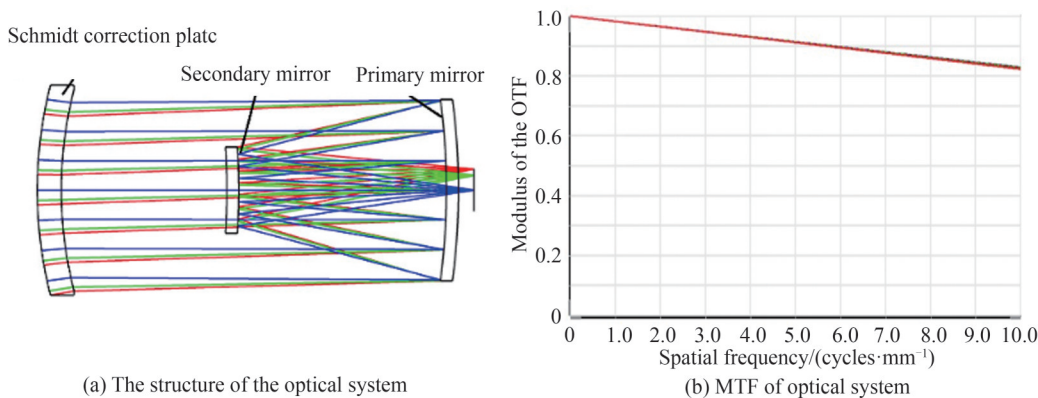 Schmidt correction platc
Secondary mirror
Primary mirror
(a) The structure of the optical system
1.0
0.8
0.6
0.4
0.2
0
Modulus of the OTF
0 1.0 2.0 3.0 4.0 5.0 6.0 7.0 8.0 9.0 10.0
Spatial frequency/(cycles·mm⁻¹)
(b) MTF of optical system